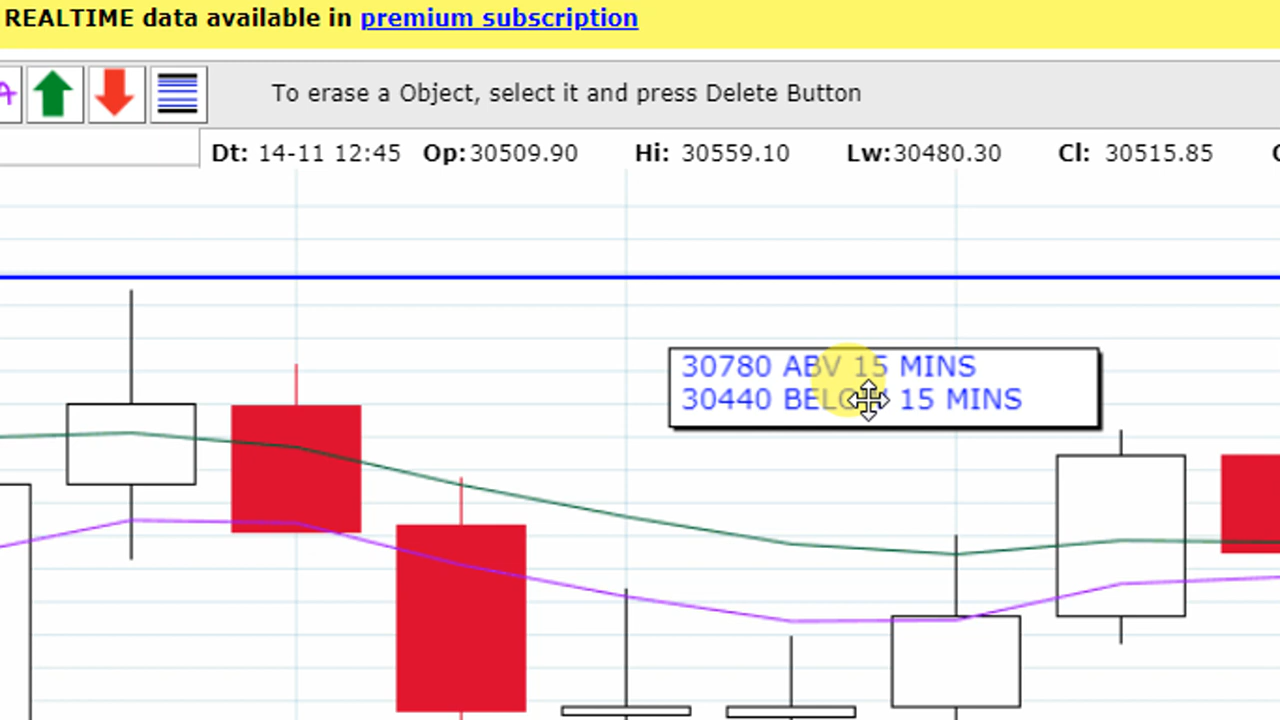 REALTIME data available in premium subscription
To erase a Object, select it and press Delete Button
Dt: 14-11 12:45 Op:30509.90 Hi: 30559.10 Lw:30480.30 Cl: 30515.85
30780 ABV 15 MINS
30440 BELOW 15 MINS